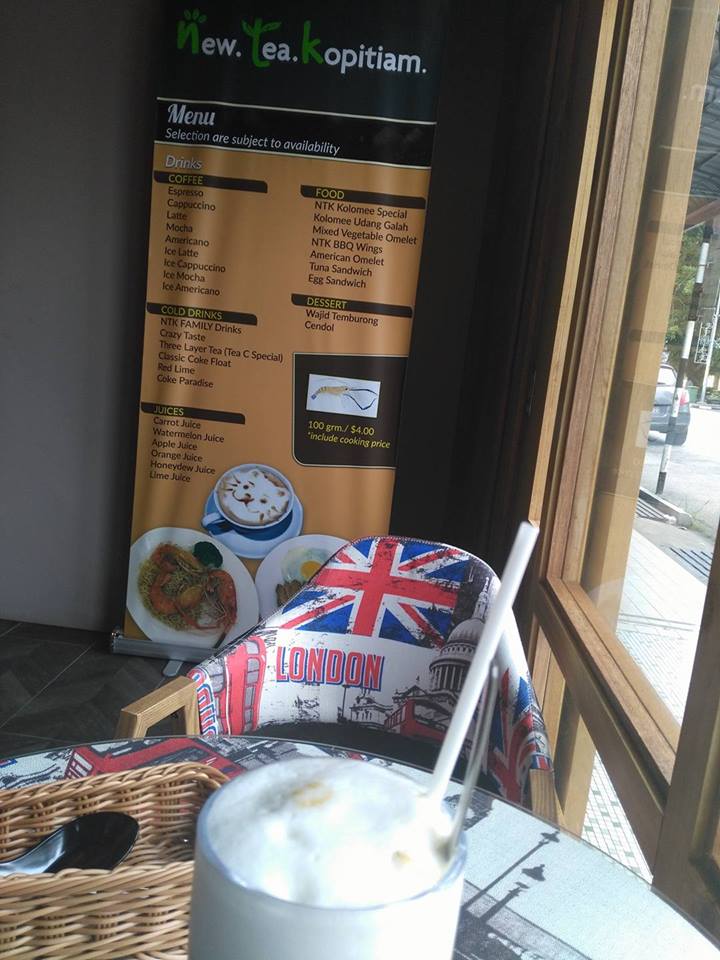 New. Tea. Kopitiam.
Menu
Selection are subject to availability
Drinks
COFFEE
Espresso
Cappuccino
Latte
Mocha
Americano
Ice Latte
Ice Cappuccino
Ice Mocha
Ice Americano
COLD DRINKS
NTK FAMILY Drinks
Crazy Taste
Three Layer Tea (Tea C Special)
Classic Coke Float
Red Lime
Coke Paradise
JUICES
Carrot Juice
Watermelon Juice
Apple Juice
Orange Juice
Honeydew Juice
Lime Juice
FOOD
NTK Kolomee Special
Kolomee Udang Galah
Mixed Vegetable Omelet
NTK BBQ Wings
American Omelet
Tuna Sandwich
Egg Sandwich
DESSERT
Wajid Temburong
Cendol
100 grm./ $4.00
*include cooking price
LONDON